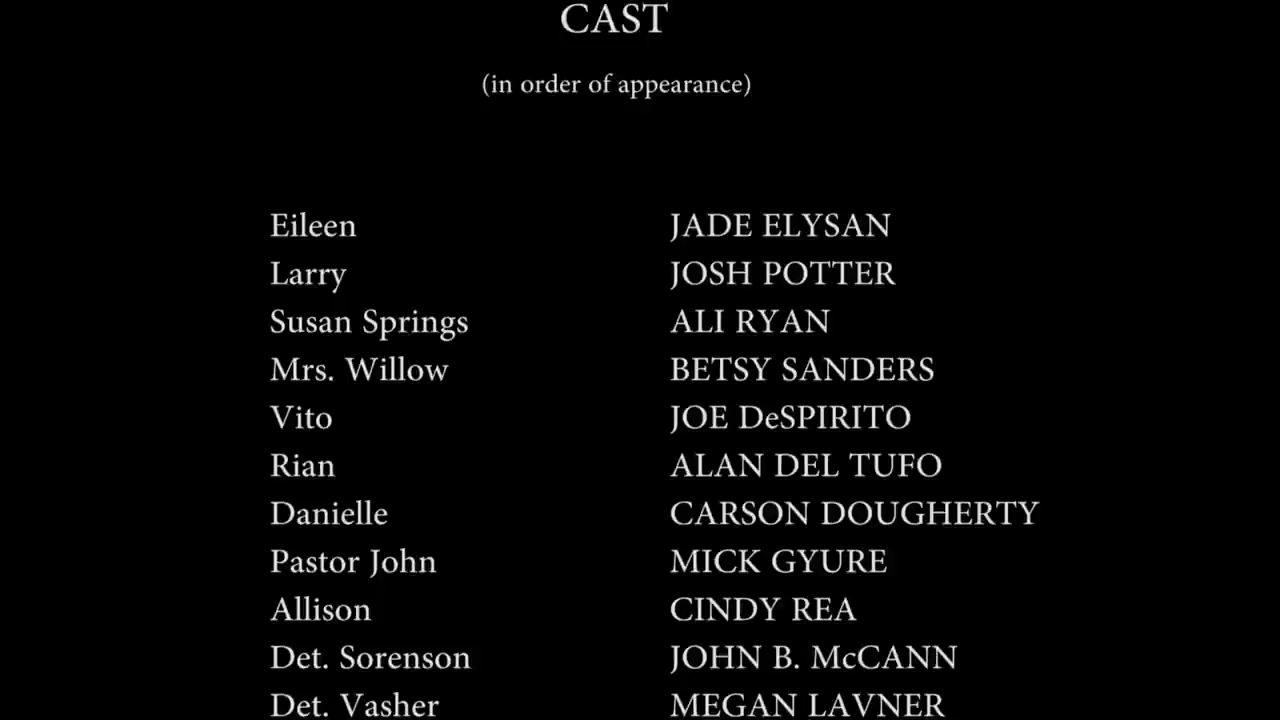 CAST
(in order of appearance)
Eileen JADE ELYSAN
Larry JOSH POTTER
Susan Springs ALI RYAN
Mrs. Willow BETSY SANDERS
Vito JOE DeSPIRITO
Rian ALAN DEL TUFO
Danielle CARSON DOUGHERTY
Pastor John MICK GYURE
Allison CINDY REA
Det. Sorenson JOHN B. McCANN
Det. Vasher MEGAN LAVNER